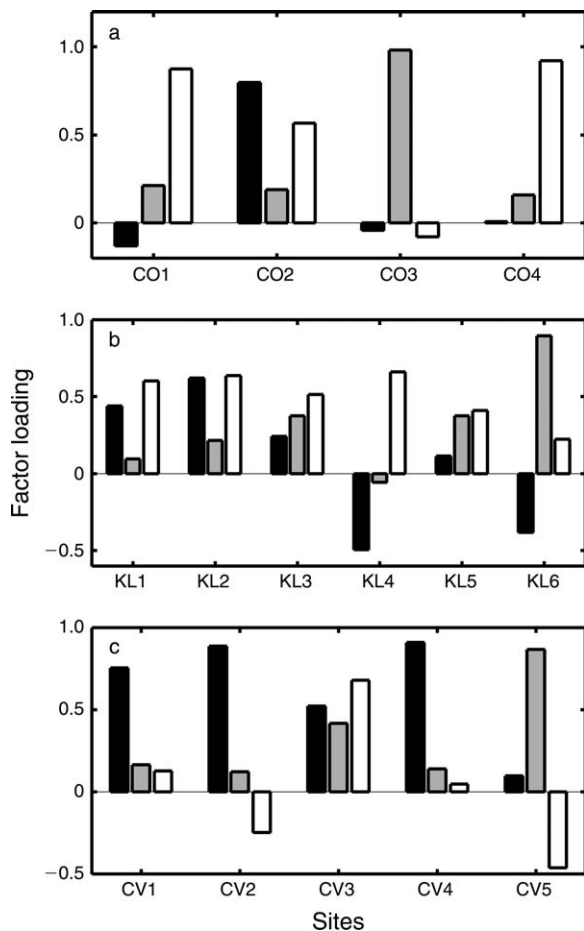 a
1.0
0.5
0
CO1 CO2 CO3 CO4
b
1.0
0.5
0
−0.5
KL1 KL2 KL3 KL4 KL5 KL6
Factor loading
c
1.0
0.5
0
−0.5
CV1 CV2 CV3 CV4 CV5
Sites